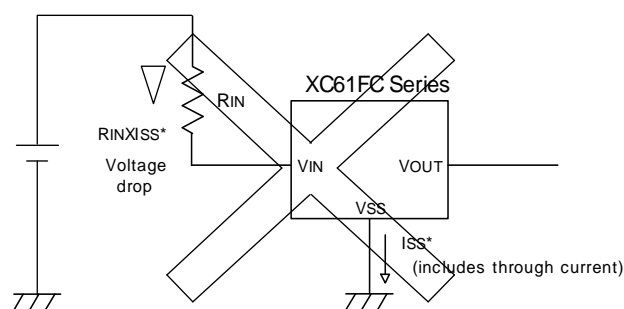 XC61FC Series
RIN
RINXISS*
Voltage
drop
VIN
VOUT
VSS
ISS*
(includes through current)